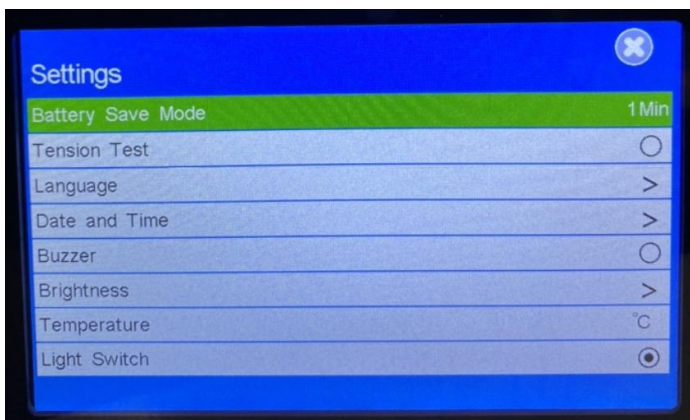 Settings
Battery Save Mode 1 Min
Tension Test
Language >
Date and Time >
Buzzer
Brightness >
Temperature °C
Light Switch